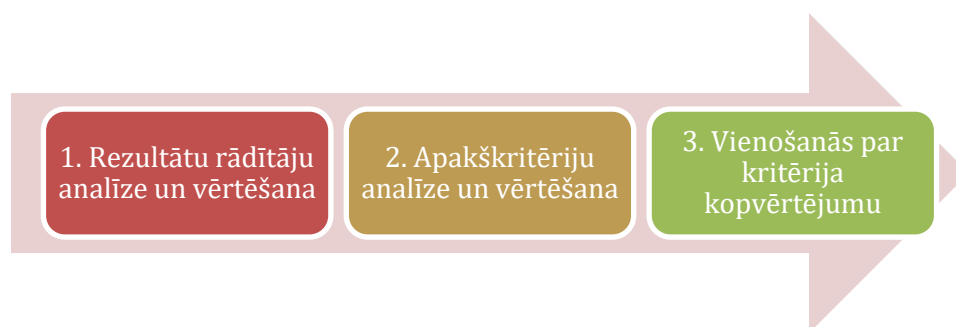 1. Rezultātu rādītāju
analīze un vērtēšana
2. Apakškritēriju
analīze un vērtēšana
3. Vienošanās par
kritērija
kopvērtējumu